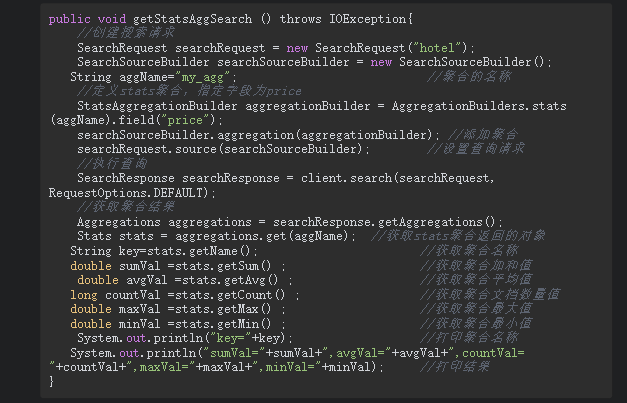 public void getStatsAggSearch () throws IOException{
//创建搜索请求
SearchRequest searchRequest = new SearchRequest("hotel");
SearchSourceBuilder searchSourceBuilder = new SearchSourceBuilder();
String aggName="my_agg"; //聚合的名称
//定义stats聚合，指定字段为price
StatsAggregationBuilder aggregationBuilder = AggregationBuilders.stats
(aggName).field("price");
searchSourceBuilder.aggregation(aggregationBuilder); //添加聚合
searchRequest.source(searchSourceBuilder); //设置查询请求
//执行查询
SearchResponse searchResponse = client.search(searchRequest,
RequestOptions.DEFAULT);
//获取聚合结果
Aggregations aggregations = searchResponse.getAggregations();
Stats stats = aggregations.get(aggName); //获取stats聚合返回的对象
String key=stats.getName(); //获取聚合名称
double sumVal =stats.getSum() ; //获取聚合加和值
double avgVal =stats.getAvg() ; //获取聚合平均值
long countVal =stats.getCount() ; //获取聚合文档数量值
double maxVal =stats.getMax() ; //获取聚合最大值
double minVal =stats.getMin() ; //获取聚合最小值
System.out.println("key="+key); //打印聚合名称
System.out.println("sumVal="+sumVal+",avgVal="+avgVal+",countVal=
"+countVal+",maxVal="+maxVal+",minVal="+minVal); //打印结果
}